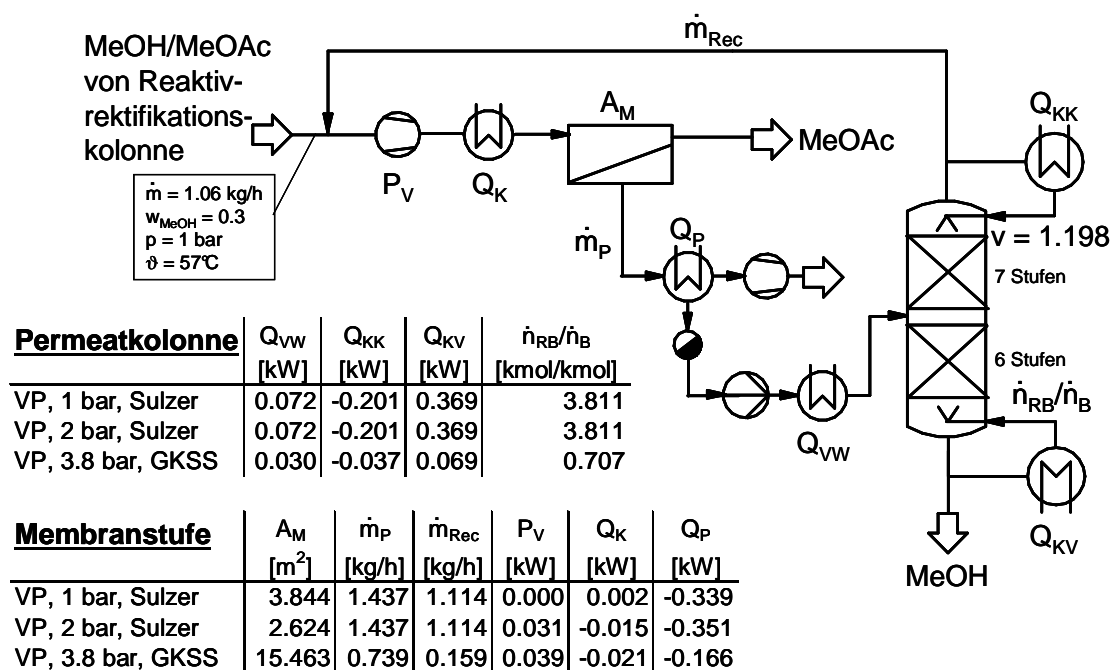 ṁRec
MeOH/MeOAc
von Reaktiv-
rektifikations-
kolonne
ṁ = 1.06 kg/h
wMeOH = 0.3
p = 1 bar
ϑ = 57°C
PV
QK
AM
MeOAc
QKK
v = 1.198
7 Stufen
ṁP
QP
6 Stufen
ṅRB/ṅB
QVW
QKV
MeOH
Permeatkolonne QVW QKK QKV ṅRB/ṅB
[kW] [kW] [kW] [kmol/kmol]
VP, 1 bar, Sulzer 0.072 -0.201 0.369 3.811
VP, 2 bar, Sulzer 0.072 -0.201 0.369 3.811
VP, 3.8 bar, GKSS 0.030 -0.037 0.069 0.707
Membranstufe AM ṁP ṁRec PV QK QP
[m²] [kg/h] [kg/h] [kW] [kW] [kW]
VP, 1 bar, Sulzer 3.844 1.437 1.114 0.000 0.002 -0.339
VP, 2 bar, Sulzer 2.624 1.437 1.114 0.031 -0.015 -0.351
VP, 3.8 bar, GKSS 15.463 0.739 0.159 0.039 -0.021 -0.166